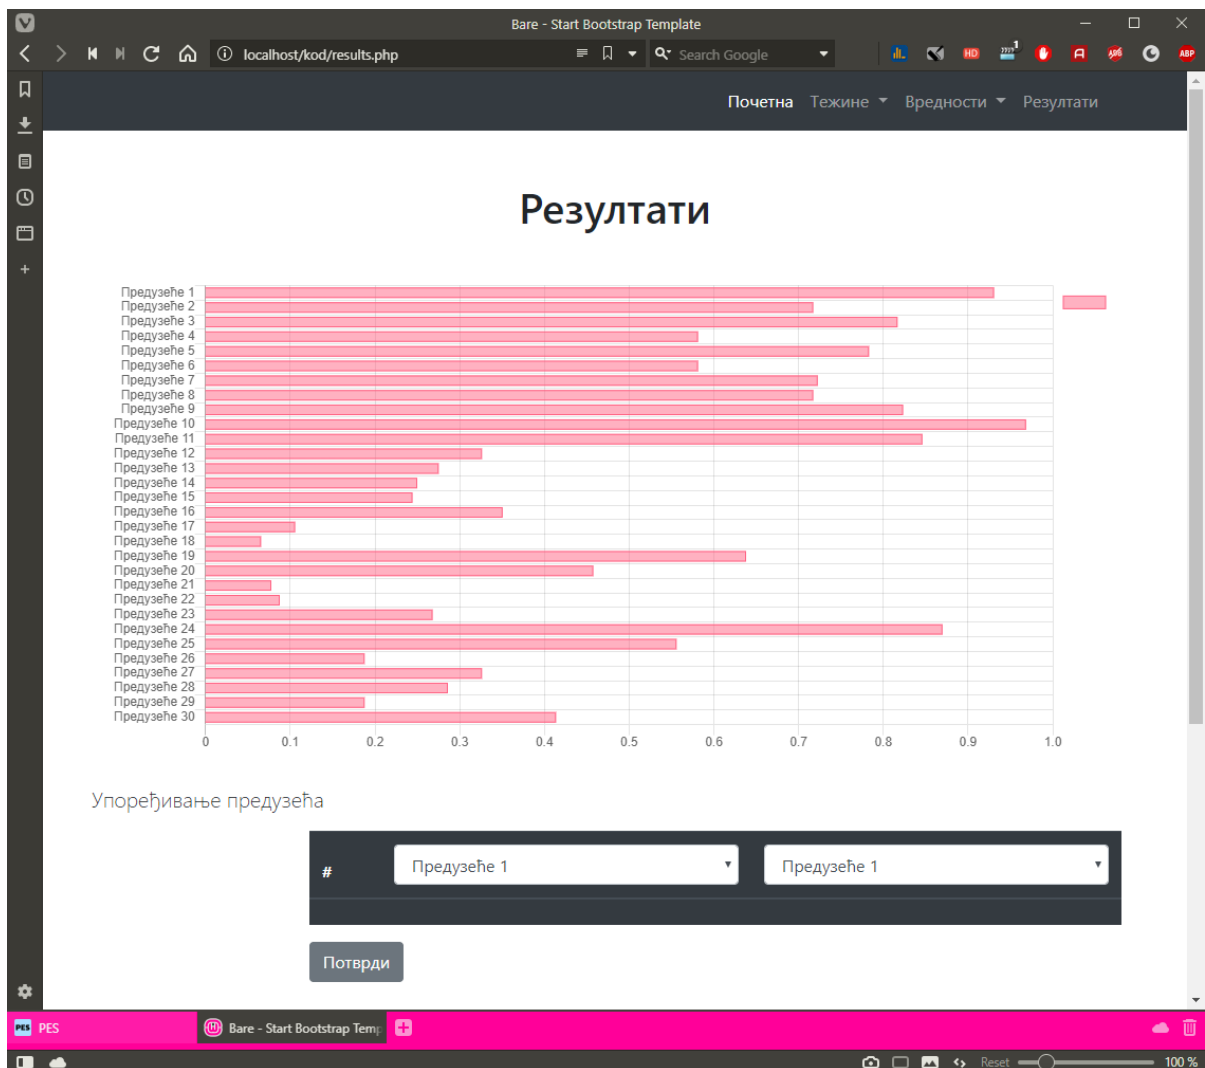 Bare - Start Bootstrap Template
localhost/kod/results.php
Search Google
HD
1
ABP
Почетна Тежине Вредности Резултати
Резултати
Предузеће 1
Предузеће 2
Предузеће 3
Предузеће 4
Предузеће 5
Предузеће 6
Предузеће 7
Предузеће 8
Предузеће 9
Предузеће 10
Предузеће 11
Предузеће 12
Предузеће 13
Предузеће 14
Предузеће 15
Предузеће 16
Предузеће 17
Предузеће 18
Предузеће 19
Предузеће 20
Предузеће 21
Предузеће 22
Предузеће 23
Предузеће 24
Предузеће 25
Предузеће 26
Предузеће 27
Предузеће 28
Предузеће 29
Предузеће 30
0 0.1 0.2 0.3 0.4 0.5 0.6 0.7 0.8 0.9 1.0
Упоређивање предузећа
# Предузеће 1 Предузеће 1
Потврди
PES PES Bare - Start Bootstrap Temp
Reset 100 %